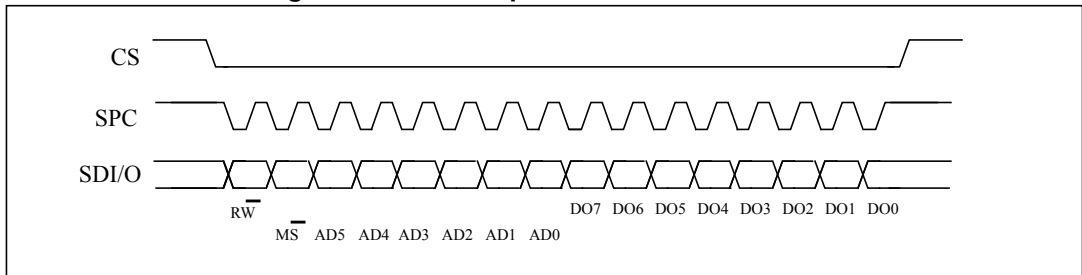 CS
SPC
SDI/O
RW
DO7 DO6 DO5 DO4 DO3 DO2 DO1 DO0
MS AD5 AD4 AD3 AD2 AD1 AD0